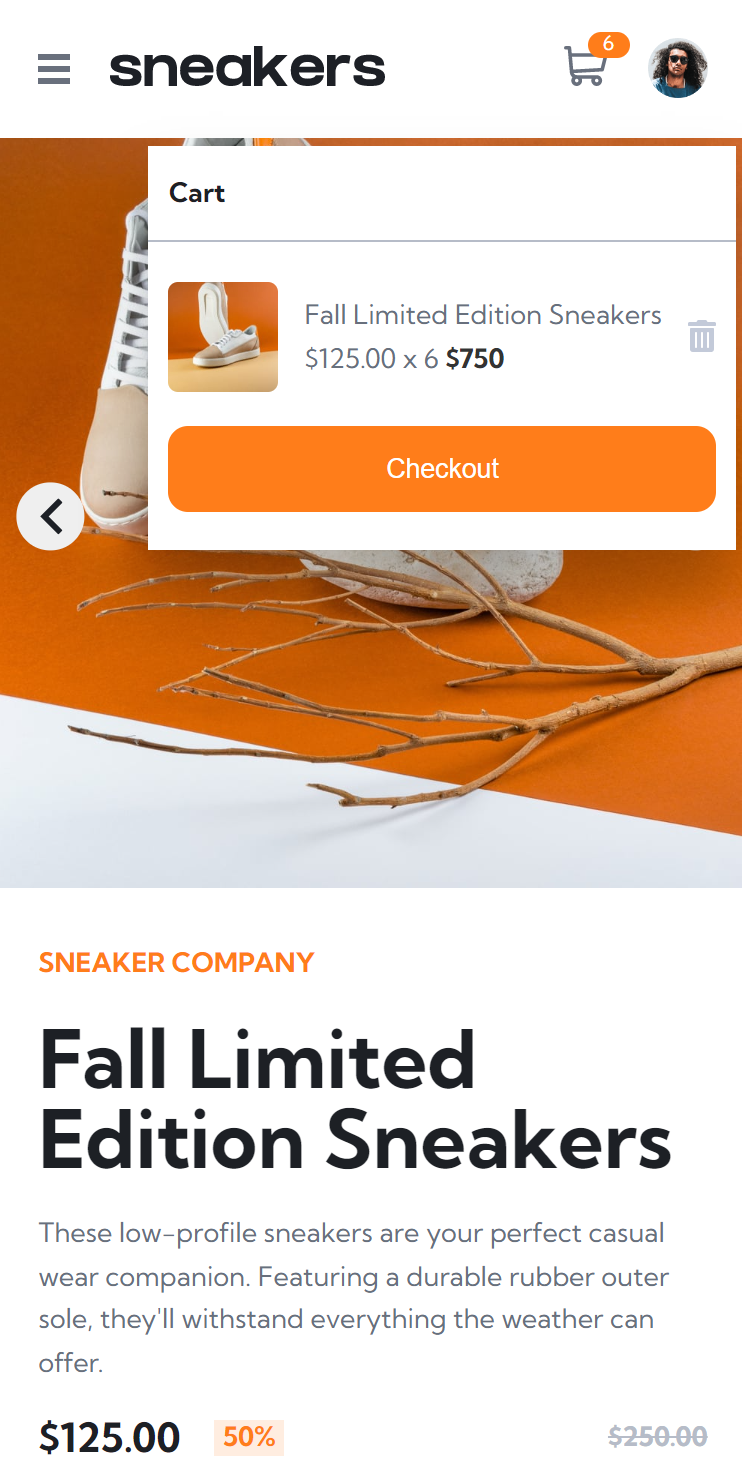 sneakers
6
Cart
Fall Limited Edition Sneakers
$125.00 x 6 $750
Checkout
SNEAKER COMPANY
Fall Limited
Edition Sneakers
These low-profile sneakers are your perfect casual
wear companion. Featuring a durable rubber outer
sole, they'll withstand everything the weather can
offer.
$125.00 50% $250.00